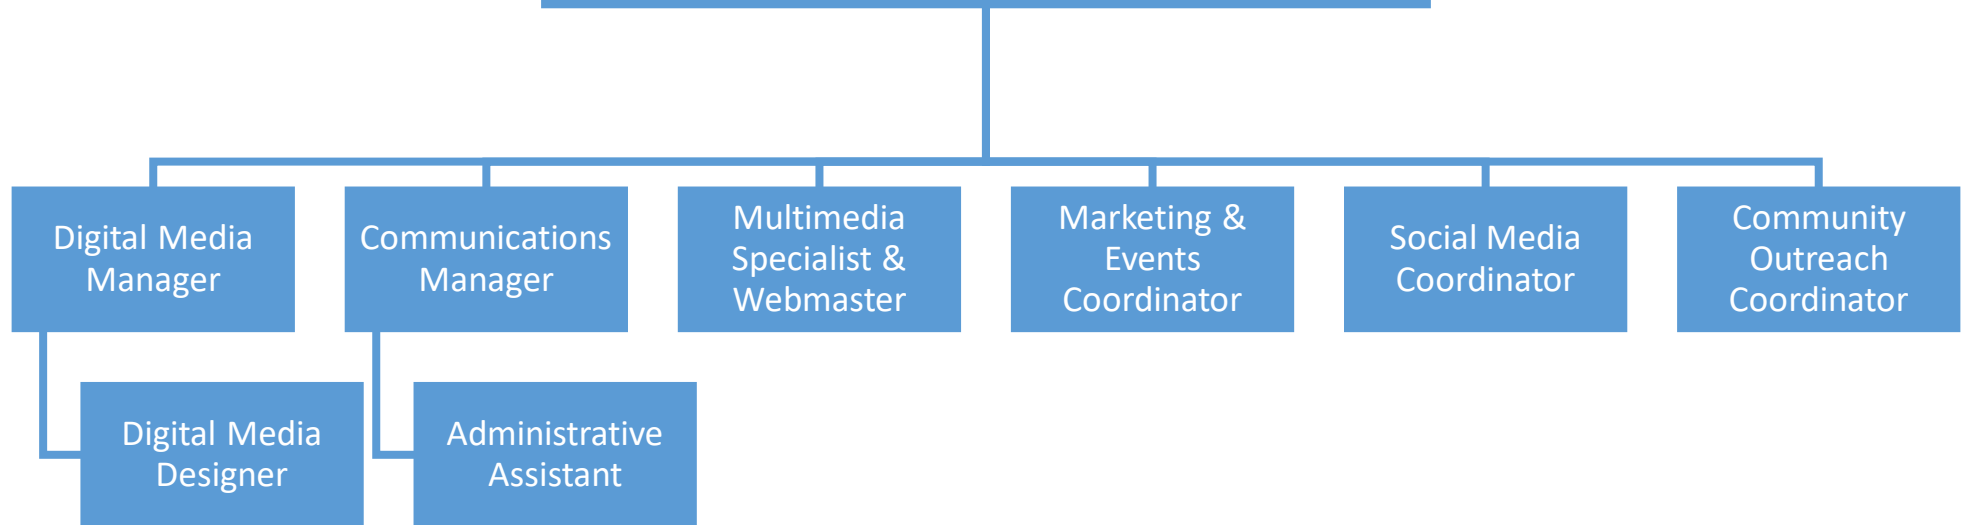 Digital Media
Manager
Communications
Manager
Multimedia
Specialist &
Webmaster
Marketing &
Events
Coordinator
Social Media
Coordinator
Community
Outreach
Coordinator
Digital Media
Designer
Administrative
Assistant